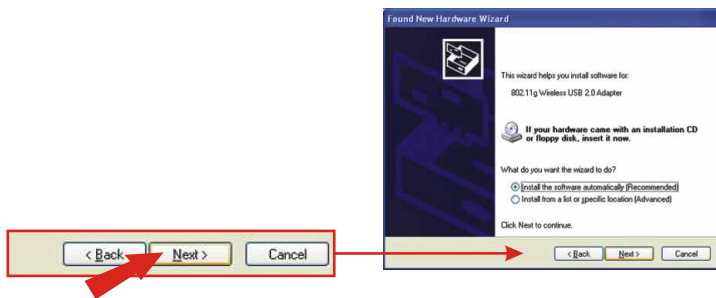 Found New Hardware Wizard
This wizard helps you install software for:
802.11g Wireless USB 2.0 Adapter
If your hardware came with an installation CD
or floppy disk, insert it now.
What do you want the wizard to do?
Install the software automatically (Recommended)
Install from a list or specific location (Advanced)
Click Next to continue.
< Back Next > Cancel
< Back Next > Cancel